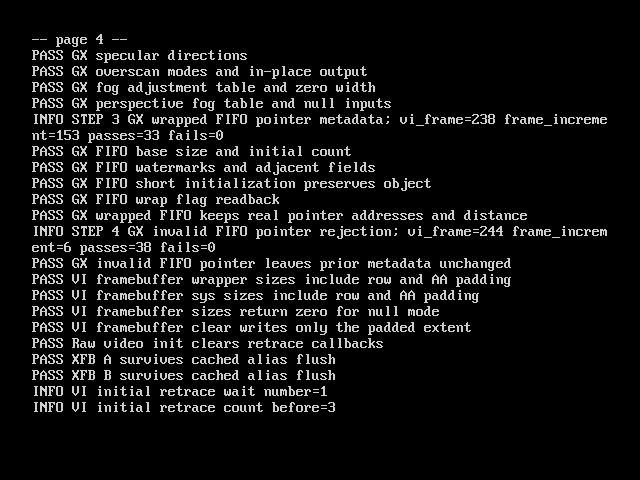 -- page 4 --
PASS GX specular directions
PASS GX overscan modes and in-place output
PASS GX fog adjustment table and zero width
PASS GX perspective fog table and null inputs
INFO STEP 3 GX wrapped FIFO pointer metadata; vi_frame=238 frame_increme
nt=153 passes=33 fails=0
PASS GX FIFO base size and initial count
PASS GX FIFO watermarks and adjacent fields
PASS GX FIFO short initialization preserves object
PASS GX FIFO wrap flag readback
PASS GX wrapped FIFO keeps real pointer addresses and distance
INFO STEP 4 GX invalid FIFO pointer rejection; vi_frame=244 frame_increm
ent=6 passes=38 fails=0
PASS GX invalid FIFO pointer leaves prior metadata unchanged
PASS VI framebuffer wrapper sizes include row and AA padding
PASS VI framebuffer sys sizes include row and AA padding
PASS VI framebuffer sizes return zero for null mode
PASS VI framebuffer clear writes only the padded extent
PASS Raw video init clears retrace callbacks
PASS XFB A survives cached alias flush
PASS XFB B survives cached alias flush
INFO VI initial retrace wait number=1
INFO VI initial retrace count before=3